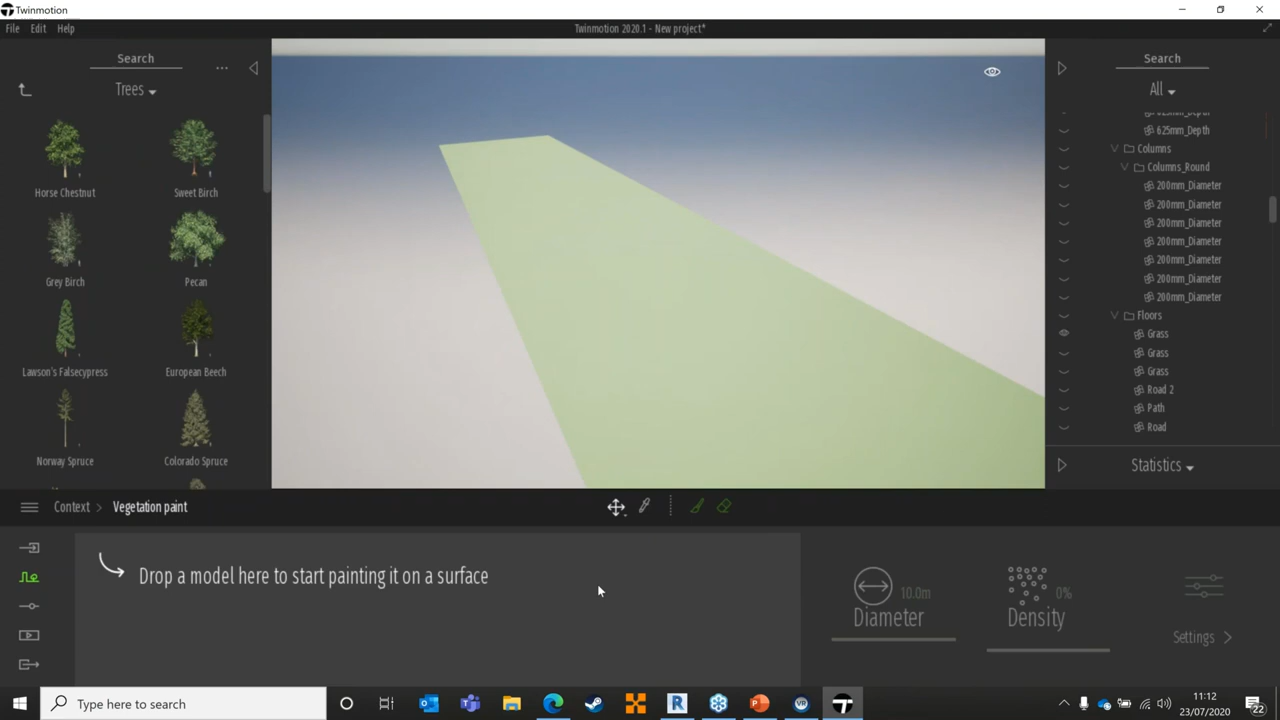 Twinmotion
File Edit Help
Twinmotion 2020.1 - New project*
Search
...
Trees
Horse Chestnut
Sweet Birch
Grey Birch
Pecan
Lawson's Falsecypress
European Beech
Norway Spruce
Colorado Spruce
Search
All
625mm_Depth
625mm_Depth
Columns
Columns_Round
200mm_Diameter
200mm_Diameter
200mm_Diameter
200mm_Diameter
200mm_Diameter
200mm_Diameter
200mm_Diameter
Floors
Grass
Grass
Grass
Road 2
Path
Road
Statistics
Context > Vegetation paint
Drop a model here to start painting it on a surface
10.0m
Diameter
0%
Density
Settings >
Type here to search
11:12
23/07/2020
22